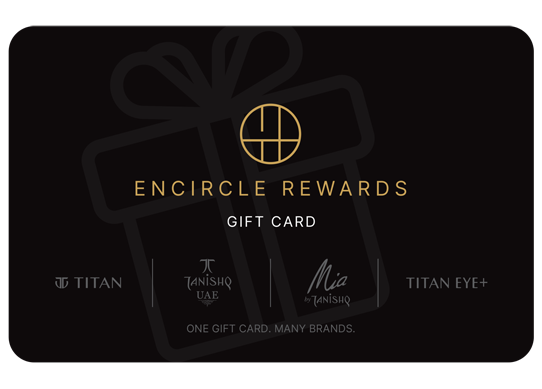 ENCIRCLE REWARDS
GIFT CARD
TITAN
TANISHQ
UAE
Mia
by TANISHQ
TITAN EYE+
ONE GIFT CARD. MANY BRANDS.